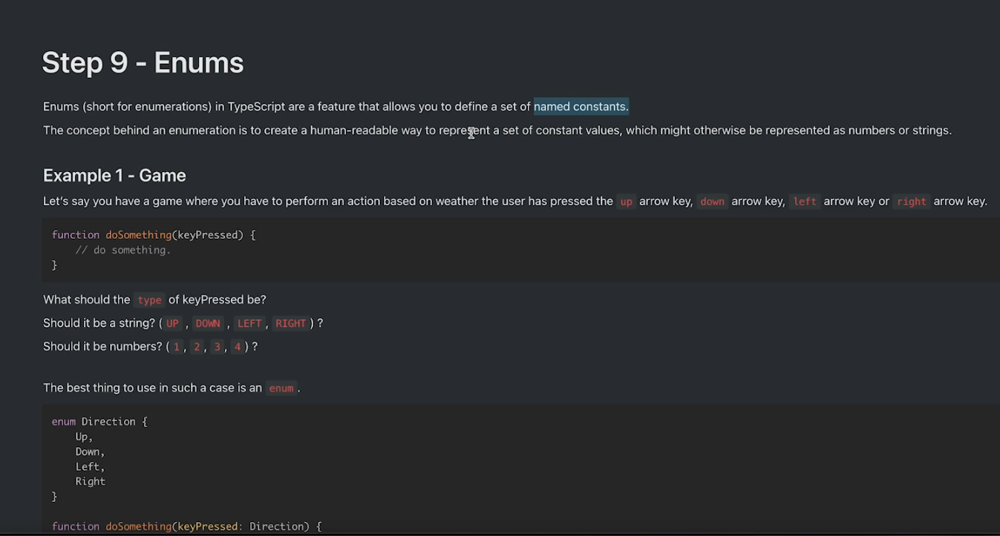 Step 9 - Enums
Enums (short for enumerations) in TypeScript are a feature that allows you to define a set of named constants.
The concept behind an enumeration is to create a human-readable way to represent a set of constant values, which might otherwise be represented as numbers or strings.
Example 1 - Game
Let’s say you have a game where you have to perform an action based on weather the user has pressed the up arrow key, down arrow key, left arrow key or right arrow key.
function doSomething(keyPressed) {
    // do something.
}
What should the type of keyPressed be?
Should it be a string? ( UP , DOWN , LEFT , RIGHT ) ?
Should it be numbers? ( 1 , 2 , 3 , 4 ) ?
The best thing to use in such a case is an enum .
enum Direction {
    Up,
    Down,
    Left,
    Right
}
function doSomething(keyPressed: Direction) {